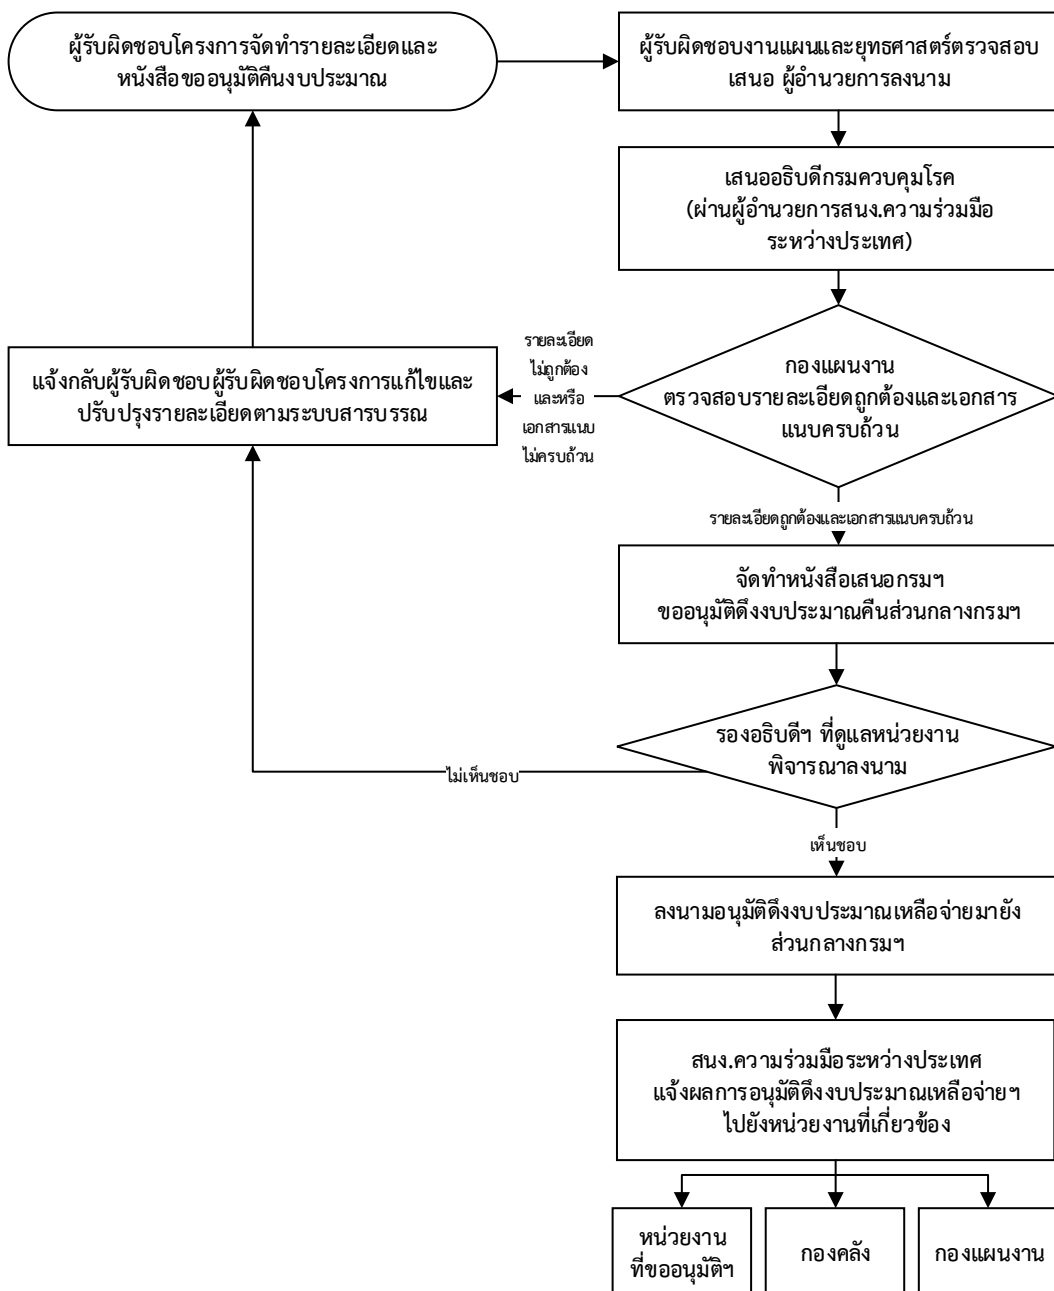 ผู้รับผิดชอบโครงการจัดทำรายละเอียดและ
หนังสือขออนุมัติคืนงบประมาณ
ผู้รับผิดชอบงานแผนและยุทธศาสตร์ตรวจสอบ
เสนอ ผู้อำนวยการลงนาม
เสนออธิบดีกรมควบคุมโรค
(ผ่านผู้อำนวยการสนง.ความร่วมมือ
ระหว่างประเทศ)
กองแผนงาน
ตรวจสอบรายละเอียดถูกต้องและเอกสาร
แนบครบถ้วน
รายละเอียด
ไม่ถูกต้อง
และหรือ
เอกสารแนบ
ไม่ครบถ้วน
แจ้งกลับผู้รับผิดชอบผู้รับผิดชอบโครงการแก้ไขและ
ปรับปรุงรายละเอียดตามระบบสารบรรณ
รายละเอียดถูกต้องและเอกสารแนบครบถ้วน
จัดทำหนังสือเสนอกรมฯ
ขออนุมัติดึงงบประมาณคืนส่วนกลางกรมฯ
รองอธิบดีฯ ที่ดูแลหน่วยงาน
พิจารณาลงนาม
ไม่เห็นชอบ
เห็นชอบ
ลงนามอนุมัติดึงงบประมาณเหลือจ่ายมายัง
ส่วนกลางกรมฯ
สนง.ความร่วมมือระหว่างประเทศ
แจ้งผลการอนุมัติดึงงบประมาณเหลือจ่ายฯ
ไปยังหน่วยงานที่เกี่ยวข้อง
หน่วยงาน
ที่ขออนุมัติฯ
กองคลัง
กองแผนงาน